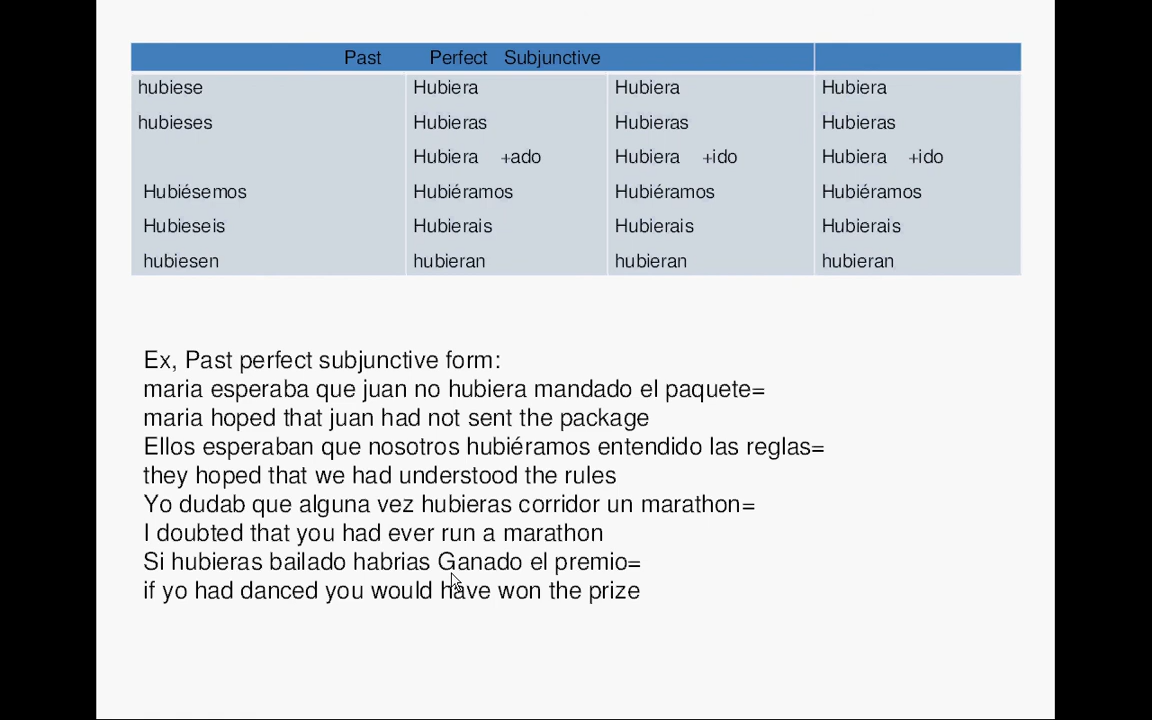 Past Perfect Subjunctive
hubiese Hubiera Hubiera Hubiera
hubieses Hubieras Hubieras Hubieras
Hubiera +ado Hubiera +ido Hubiera +ido
Hubiésemos Hubiéramos Hubiéramos Hubiéramos
Hubieseis Hubierais Hubierais Hubierais
hubiesen hubieran hubieran hubieran
Ex, Past perfect subjunctive form:
maria esperaba que juan no hubiera mandado el paquete=
maria hoped that juan had not sent the package
Ellos esperaban que nosotros hubiéramos entendido las reglas=
they hoped that we had understood the rules
Yo dudab que alguna vez hubieras corridor un marathon=
I doubted that you had ever run a marathon
Si hubieras bailado habrias Ganado el premio=
if yo had danced you would have won the prize